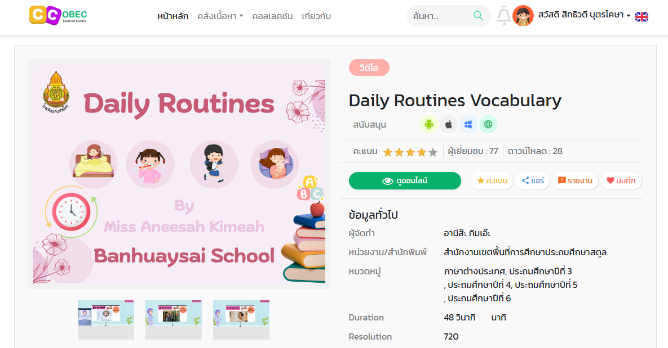 CC OBEC
หน้าหลัก คลังเนื้อหา คอลเลคชั่น เกี่ยวกับ
ค้นหา...
สวัสดี สิทธิวดี บุตรโคษา
Daily Routines
By
Miss Aneesah Kimeah
Banhuaysai School
A B C
วิดีโอ
Daily Routines Vocabulary
สนับสนุน
คะแนน ผู้เยี่ยมชม : 77 ดาวน์โหลด : 28
ดูออนไลน์ คะแนน แชร์ รายงาน บันทึก
ข้อมูลทั่วไป
ผู้จัดทำ อานีส๊ะ กิมเอ๊ะ
หน่วยงาน/สำนักพิมพ์ สำนักงานเขตพื้นที่การศึกษาประถมศึกษาสตูล
หมวดหมู่ ภาษาต่างประเทศ, ประถมศึกษาปีที่ 3
, ประถมศึกษาปีที่ 4, ประถมศึกษาปีที่ 5
, ประถมศึกษาปีที่ 6
Duration 48 วินาที นาที
Resolution 720